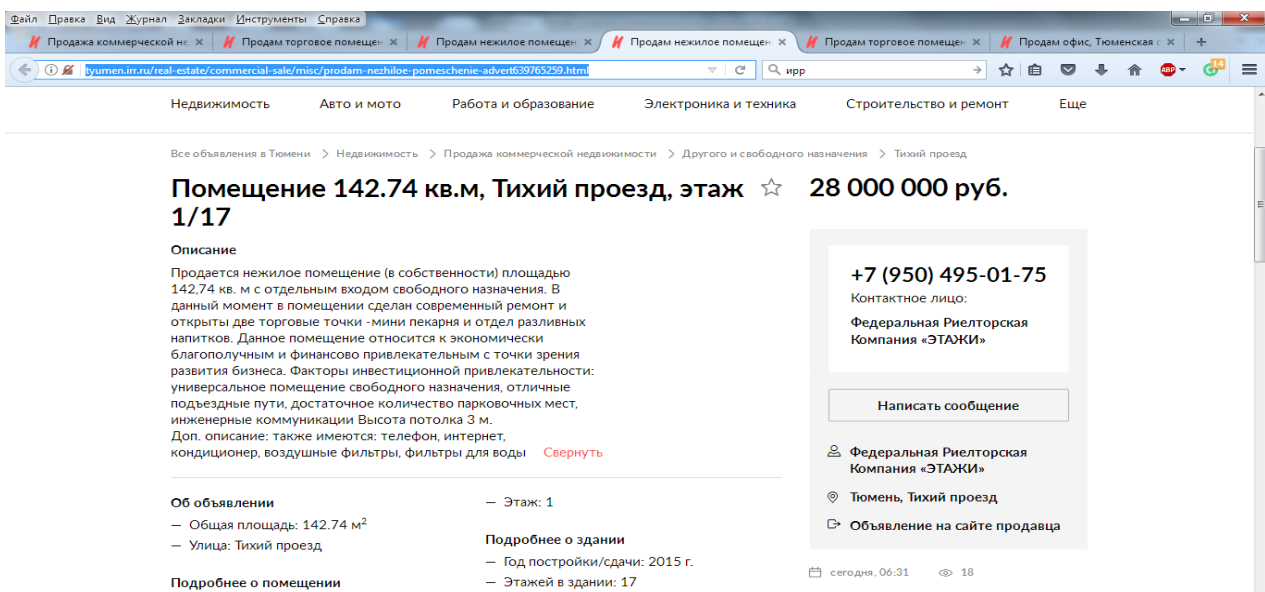 Файл Правка Вид Журнал Закладки Инструменты Справка
Продажа коммерческой не
Продам торговое помещен
Продам нежилое помещен
Продам нежилое помещен
Продам торговое помещен
Продам офис, Тюменская с
tyumen.irr.ru/real-estate/commercial-sale/misc/prodam-nezhiloe-pomeschenie-advert639765259.html
ирр
ABP
14
Недвижимость Авто и мото Работа и образование Электроника и техника Строительство и ремонт Еще
Все объявления в Тюмени > Недвижимость > Продажа коммерческой недвижимости > Другого и свободного назначения > Тихий проезд
Помещение 142.74 кв.м, Тихий проезд, этаж
1/17
28 000 000 руб.
Описание
Продается нежилое помещение (в собственности) площадью
142,74 кв. м с отдельным входом свободного назначения. В
данный момент в помещении сделан современный ремонт и
открыты две торговые точки -мини пекарня и отдел разливных
напитков. Данное помещение относится к экономически
благополучным и финансово привлекательным с точки зрения
развития бизнеса. Факторы инвестиционной привлекательности:
универсальное помещение свободного назначения, отличные
подъездные пути, достаточное количество парковочных мест,
инженерные коммуникации Высота потолка 3 м.
Доп. описание: также имеются: телефон, интернет,
кондиционер, воздушные фильтры, фильтры для воды Свернуть
Об объявлении
— Общая площадь: 142.74 м²
— Улица: Тихий проезд
Подробнее о помещении
— Этаж: 1
Подробнее о здании
— Год постройки/сдачи: 2015 г.
— Этажей в здании: 17
+7 (950) 495-01-75
Контактное лицо:
Федеральная Риелторская
Компания «ЭТАЖИ»
Написать сообщение
Федеральная Риелторская
Компания «ЭТАЖИ»
Тюмень, Тихий проезд
Объявление на сайте продавца
сегодня, 06:31 18